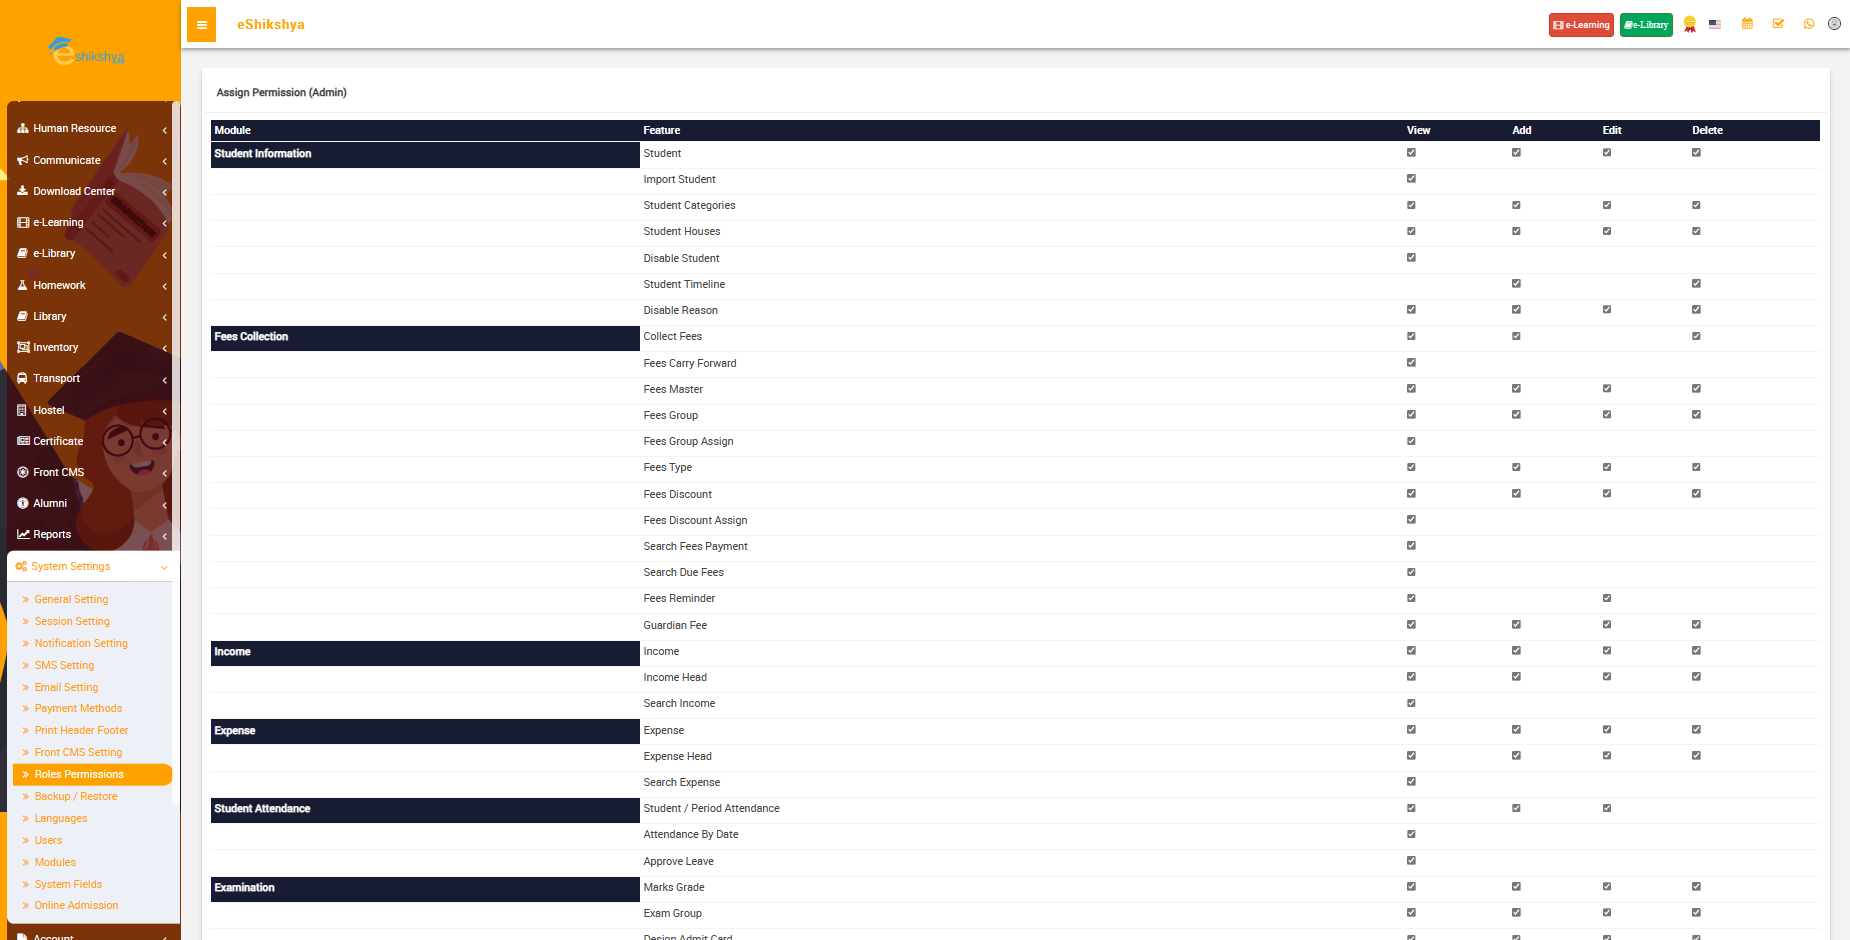 eshikshya
eShikshya
e-Learning
e-Library
Human Resource
Communicate
Download Center
e-Learning
e-Library
Homework
Library
Inventory
Transport
Hostel
Certificate
Front CMS
Alumni
Reports
System Settings
General Setting
Session Setting
Notification Setting
SMS Setting
Email Setting
Payment Methods
Print Header Footer
Front CMS Setting
Roles Permissions
Backup / Restore
Languages
Users
Modules
System Fields
Online Admission
Account
Assign Permission (Admin)
Module Feature View Add Edit Delete
Student Information Student
Import Student
Student Categories
Student Houses
Disable Student
Student Timeline
Disable Reason
Fees Collection Collect Fees
Fees Carry Forward
Fees Master
Fees Group
Fees Group Assign
Fees Type
Fees Discount
Fees Discount Assign
Search Fees Payment
Search Due Fees
Fees Reminder
Guardian Fee
Income Income
Income Head
Search Income
Expense Expense
Expense Head
Search Expense
Student Attendance Student / Period Attendance
Attendance By Date
Approve Leave
Examination Marks Grade
Exam Group
Design Admit Card